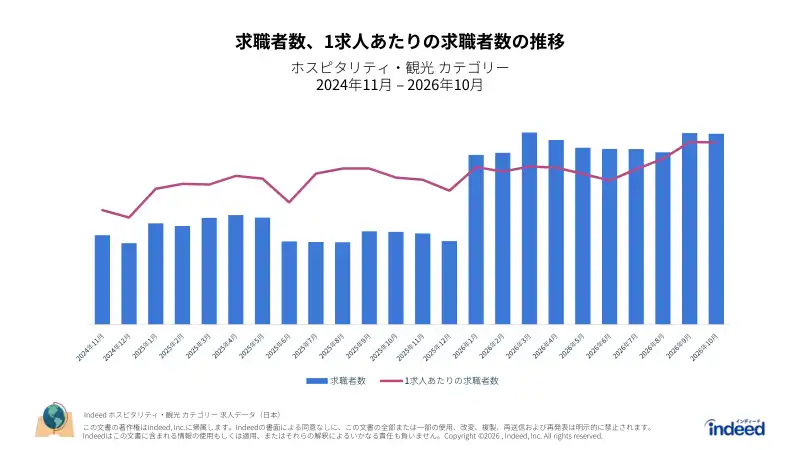 求職者数、1求人あたりの求職者数の推移
ホスピタリティ・観光 カテゴリー
2024年11月 – 2026年10月
2024年11月
2024年12月
2025年1月
2025年2月
2025年3月
2025年4月
2025年5月
2025年6月
2025年7月
2025年8月
2025年9月
2025年10月
2025年11月
2025年12月
2026年1月
2026年2月
2026年3月
2026年4月
2026年5月
2026年6月
2026年7月
2026年8月
2026年9月
2026年10月
求職者数
1求人あたりの求職者数
Indeed ホスピタリティ・観光 カテゴリー 求人データ（日本）
この文書の著作権はIndeed, Inc.に帰属します。Indeedの書面による同意なしに、この文書の全部または一部の使用、改変、複製、再送信および再発表は明示的に禁止されます。
Indeedはこの文書に含まれる情報の使用もしくは適用、またはそれらの解釈によるいかなる責任も負いません。Copyright ©2026 , Indeed, Inc. All rights reserved.
インディード
indeed